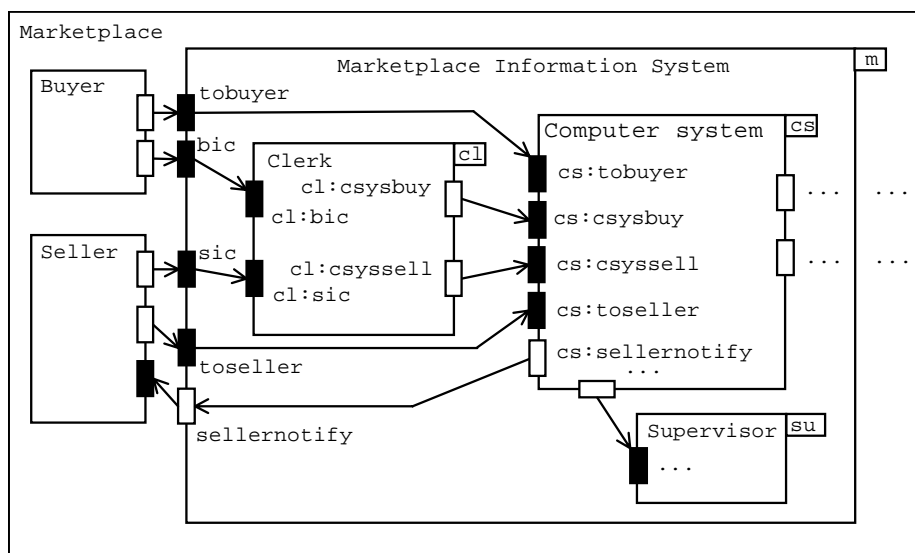 Marketplace
Marketplace Information System
m
Buyer
tobuyer
bic
Computer system
cs
Clerk
cl
cl:csysbuy
cl:bic
cs:tobuyer
... ...
cs:csysbuy
Seller
sic
cl:csyssell
cl:sic
cs:csyssell
... ...
cs:toseller
toseller
cs:sellernotify
...
sellernotify
Supervisor
su
...